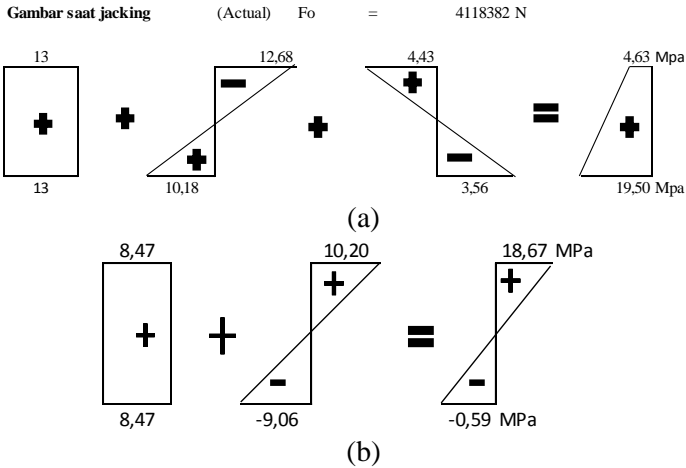 Gambar saat jacking (Actual) Fo = 4118382 N
13 12,68 4,43 4,63 Mpa
13 10,18 3,56 19,50 Mpa
(a)
8,47 10,20 18,67 MPa
8,47 -9,06 -0,59 MPa
(b)